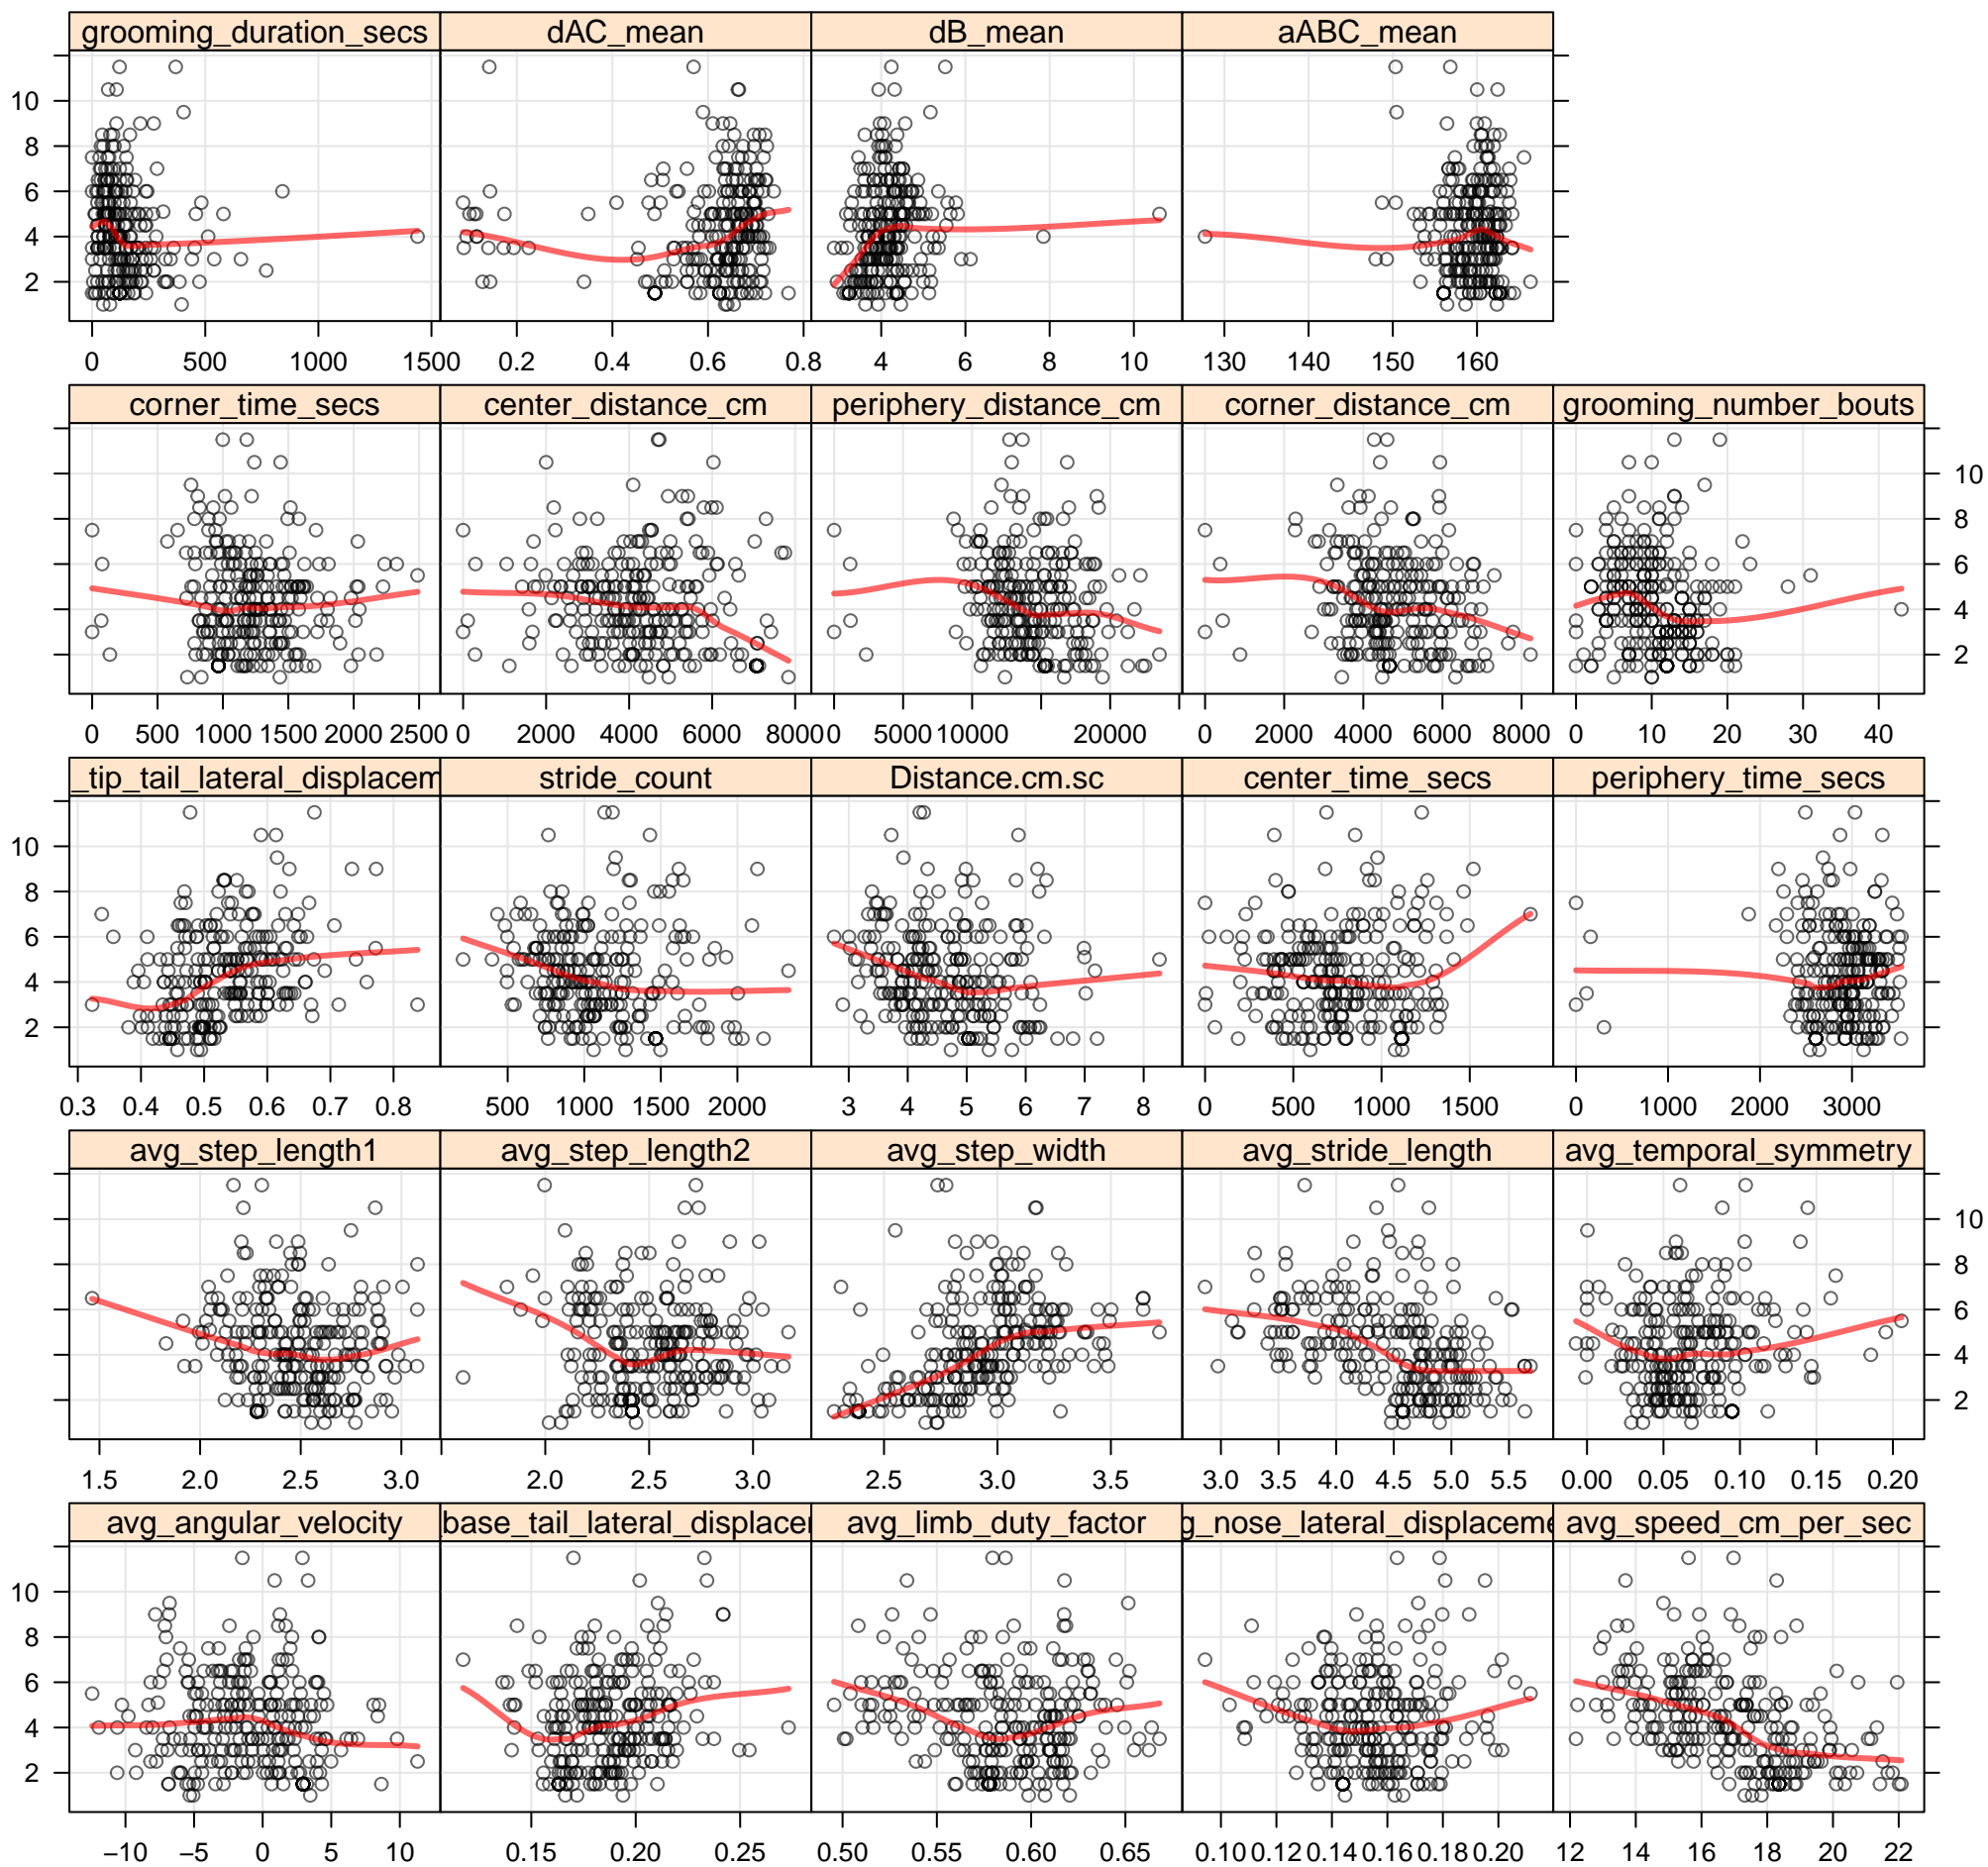 grooming_duration_secs dAC_mean dB_mean aABC_mean
10
8
6
4
2
0 500 1000 1500 0.2 0.4 0.6 0.8 4 6 8 10 130 140 150 160
corner_time_secs center_distance_cm periphery_distance_cm corner_distance_cm grooming_number_bouts
10
8
6
4
2
0 500 1000 1500 2000 2500 0 2000 4000 6000 8000 0 5000 10000 20000 0 2000 4000 6000 8000 0 10 20 30 40
_tip_tail_lateral_displacem stride_count Distance.cm.sc center_time_secs periphery_time_secs
10
8
6
4
2
0.3 0.4 0.5 0.6 0.7 0.8 500 1000 1500 2000 3 4 5 6 7 8 0 500 1000 1500 0 1000 2000 3000
avg_step_length1 avg_step_length2 avg_step_width avg_stride_length avg_temporal_symmetry
10
8
6
4
2
1.5 2.0 2.5 3.0 2.0 2.5 3.0 2.5 3.0 3.5 3.0 3.5 4.0 4.5 5.0 5.5 0.00 0.05 0.10 0.15 0.20
avg_angular_velocity base_tail_lateral_displacer avg_limb_duty_factor g_nose_lateral_displaceme avg_speed_cm_per_sec
10
8
6
4
2
−10 −5 0 5 10 0.15 0.20 0.25 0.50 0.55 0.60 0.65 0.10 0.12 0.14 0.16 0.18 0.20 12 14 16 18 20 22